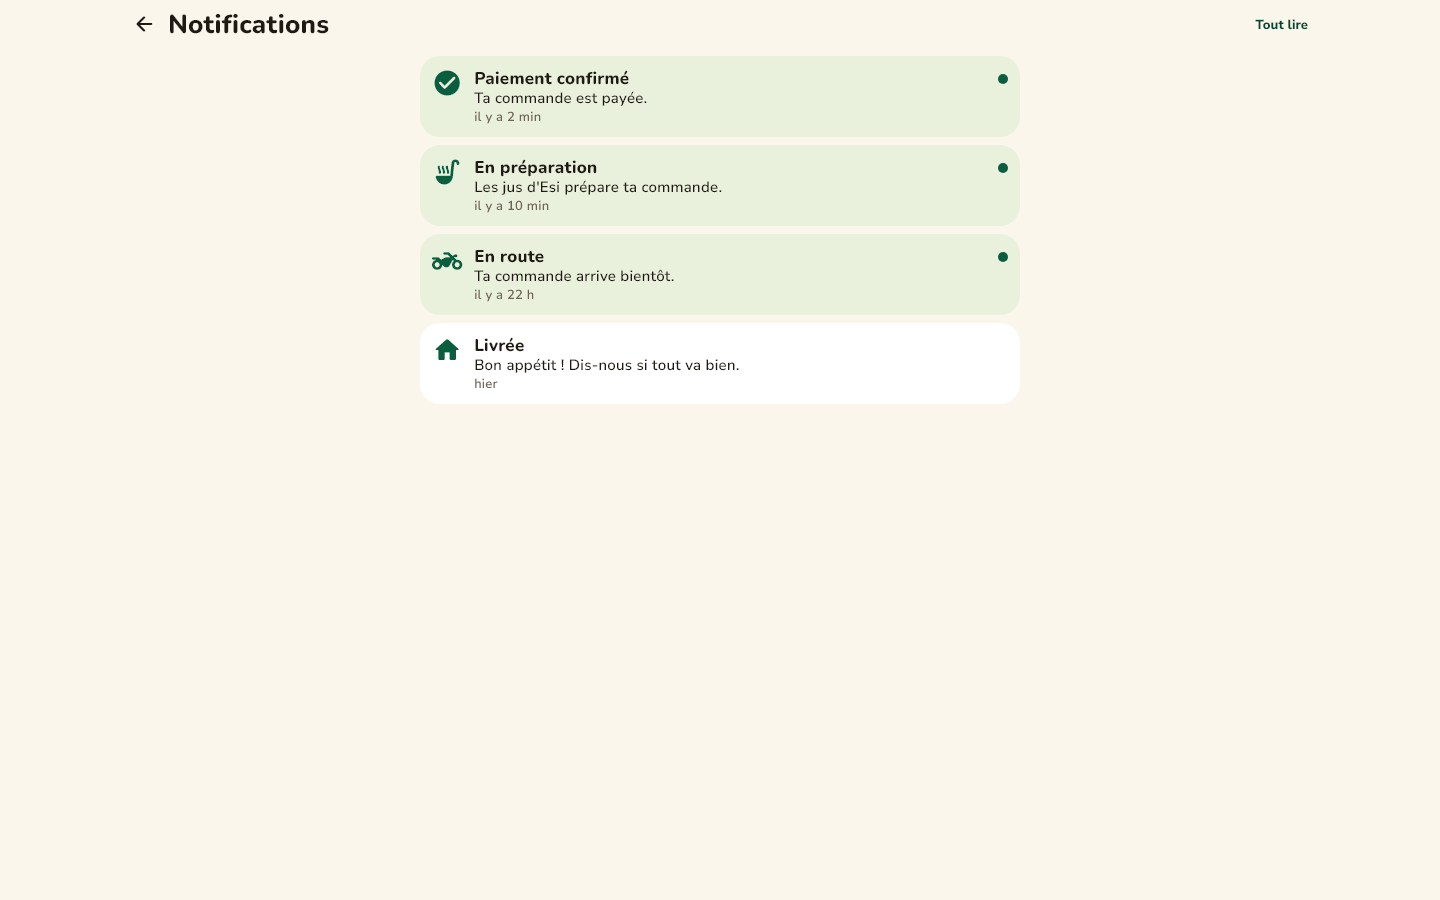 Notifications
Tout lire
Paiement confirmé
Ta commande est payée.
il y a 2 min
En préparation
Les jus d'Esi prépare ta commande.
il y a 10 min
En route
Ta commande arrive bientôt.
il y a 22 h
Livrée
Bon appétit ! Dis-nous si tout va bien.
hier